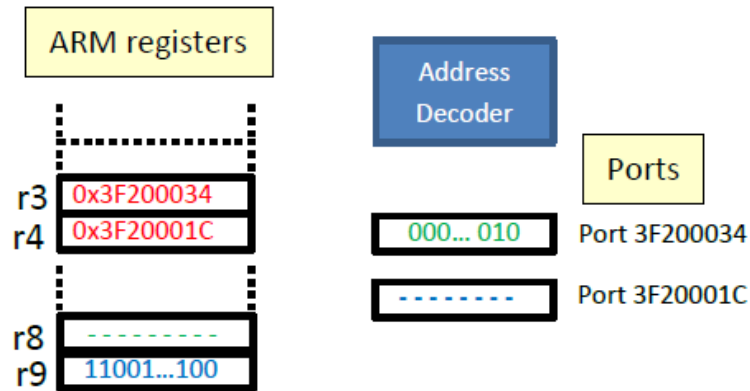 ARM registers
Address
Decoder
Ports
r3 0x3F200034
r4 0x3F20001C
000... 010 Port 3F200034
- - - - - - - - Port 3F20001C
r8 - - - - - - - - -
r9 11001...100